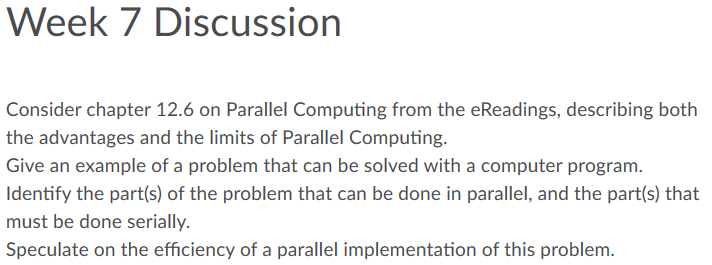 Week 7 Discussion
Consider chapter 12.6 on Parallel Computing from the eReadings, describing both
the advantages and the limits of Parallel Computing.
Give an example of a problem that can be solved with a computer program.
Identify the part(s) of the problem that can be done in parallel, and the part(s) that
must be done serially.
Speculate on the efficiency of a parallel implementation of this problem.